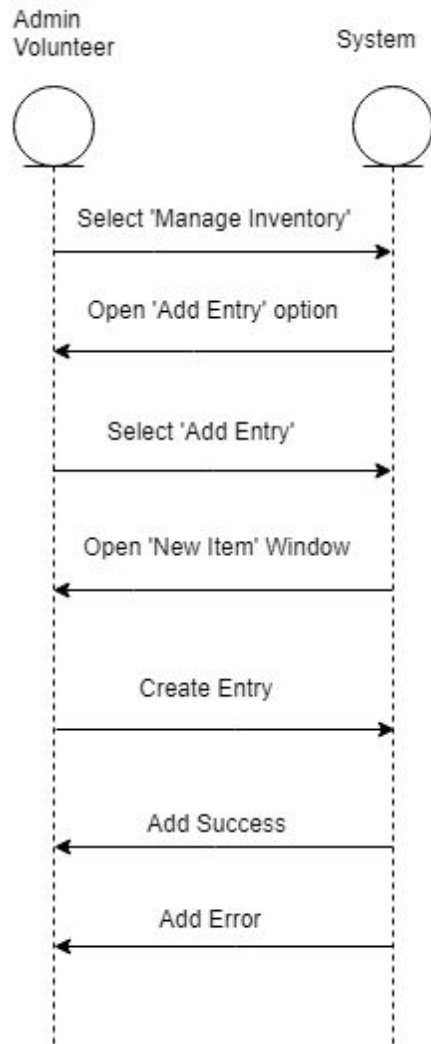 Admin
Volunteer
System
Select 'Manage Inventory'
Open 'Add Entry' option
Select 'Add Entry'
Open 'New Item' Window
Create Entry
Add Success
Add Error